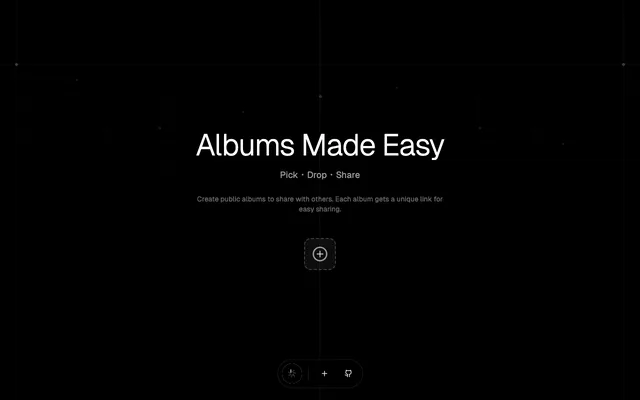 Albums Made Easy
Pick · Drop · Share
Create public albums to share with others. Each album gets a unique link for
easy sharing.